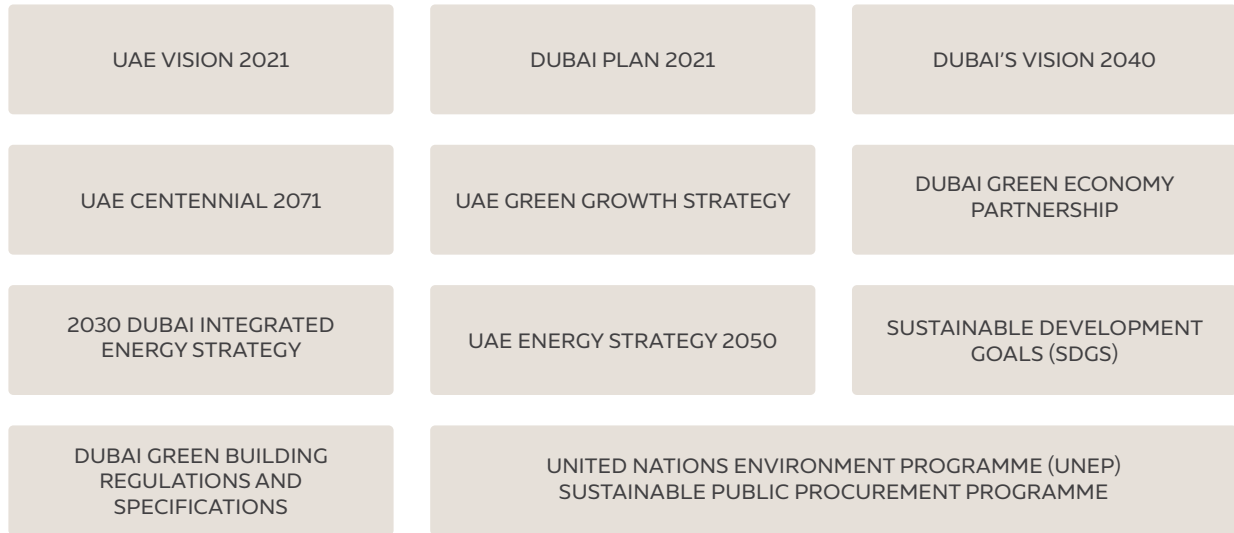 UAE VISION 2021
DUBAI PLAN 2021
DUBAI'S VISION 2040
UAE CENTENNIAL 2071
UAE GREEN GROWTH STRATEGY
DUBAI GREEN ECONOMY
PARTNERSHIP
2030 DUBAI INTEGRATED
ENERGY STRATEGY
UAE ENERGY STRATEGY 2050
SUSTAINABLE DEVELOPMENT
GOALS (SDGS)
DUBAI GREEN BUILDING
REGULATIONS AND
SPECIFICATIONS
UNITED NATIONS ENVIRONMENT PROGRAMME (UNEP)
SUSTAINABLE PUBLIC PROCUREMENT PROGRAMME